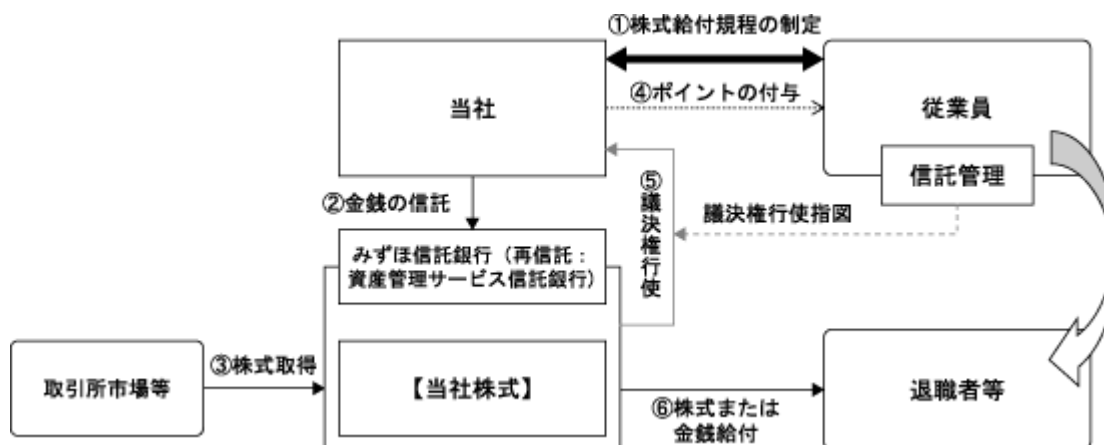 ①株式給付規程の制定
当社
④ポイントの付与
従業員
信託管理
②金銭の信託
⑤議決権行使
議決権行使指図
みずほ信託銀行（再信託：
資産管理サービス信託銀行）
③株式取得
取引所市場等
【当社株式】
⑥株式または
金銭給付
退職者等